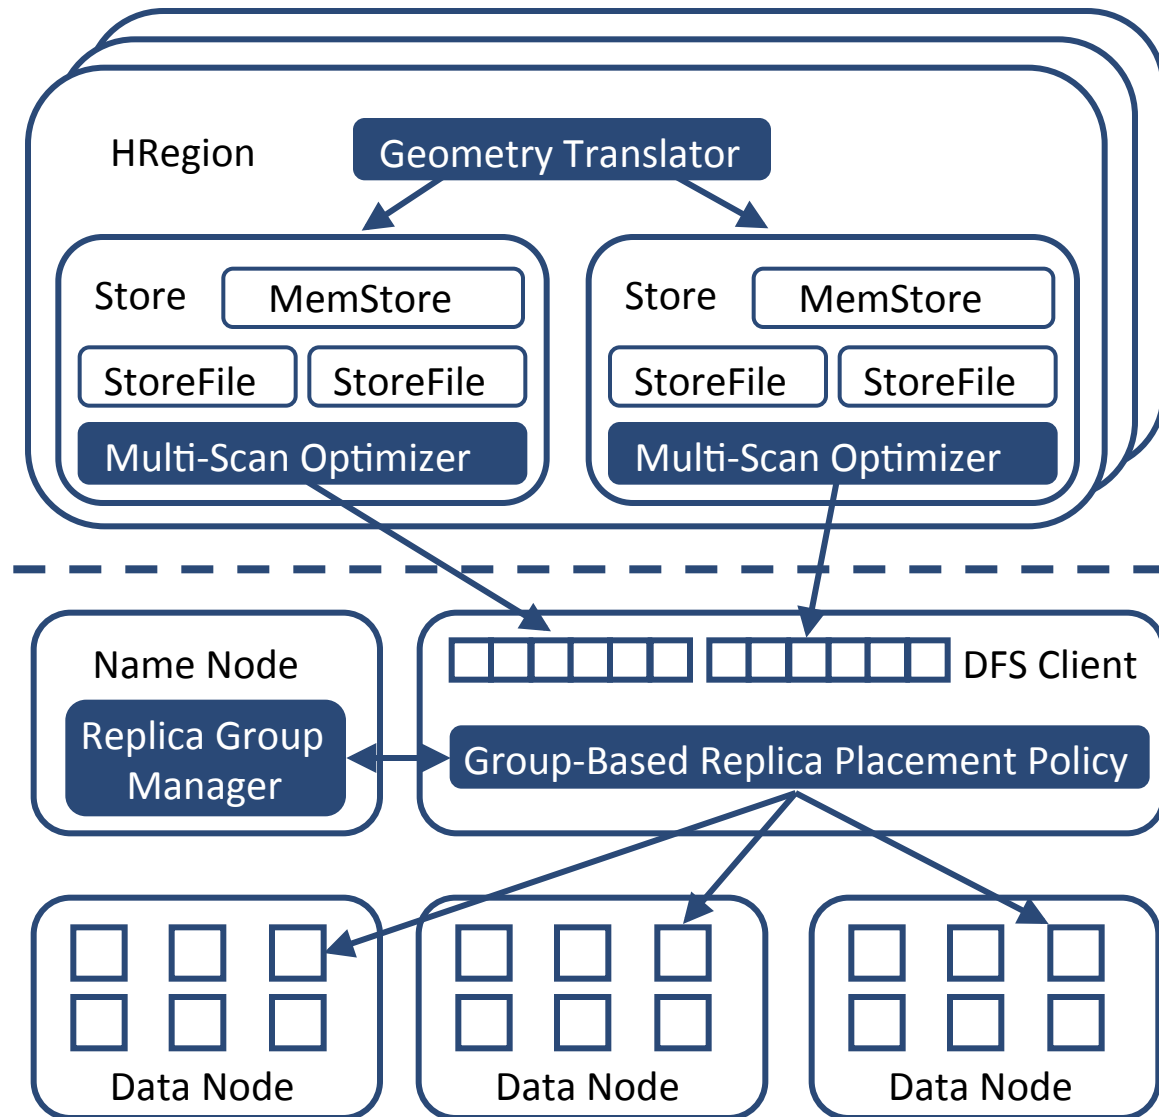 HRegion
Geometry Translator
Store
MemStore
StoreFile
StoreFile
Multi-Scan Optimizer
Store
MemStore
StoreFile
StoreFile
Multi-Scan Optimizer
Name Node
Replica Group
Manager
DFS Client
Group-Based Replica Placement Policy
Data Node
Data Node
Data Node